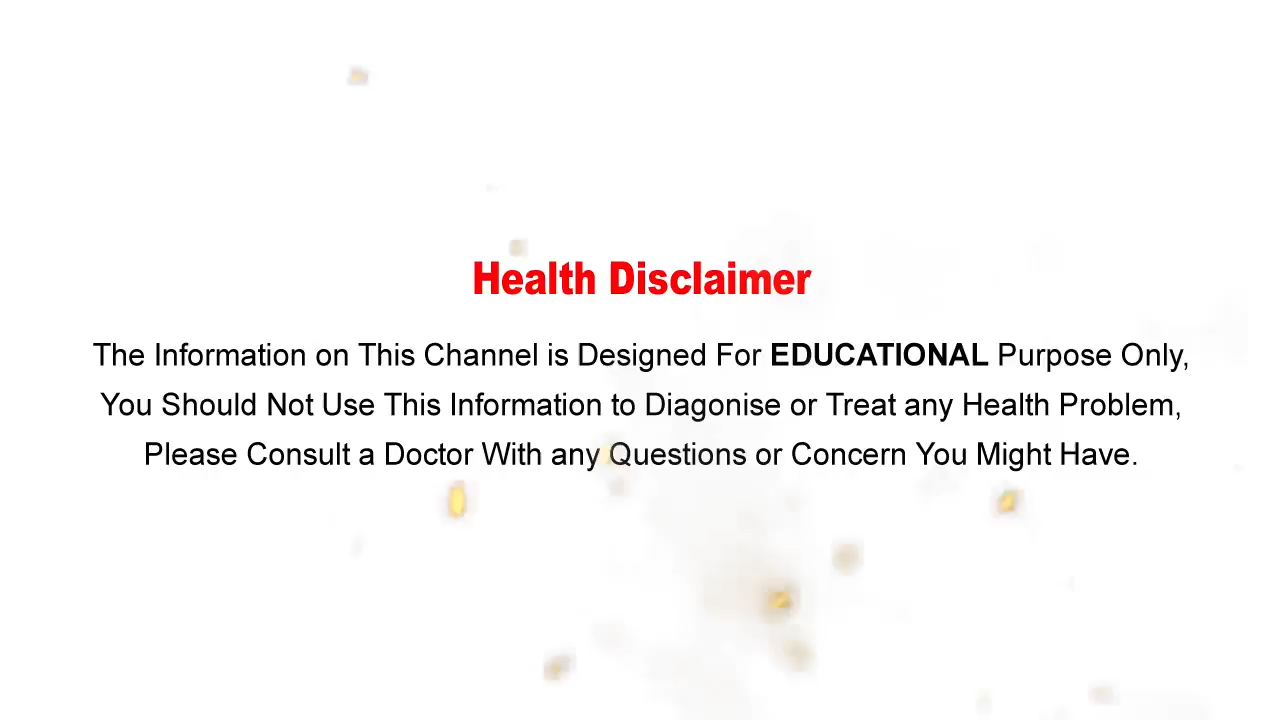 Health Disclaimer
The Information on This Channel is Designed For EDUCATIONAL Purpose Only,
You Should Not Use This Information to Diagonise or Treat any Health Problem,
Please Consult a Doctor With any Questions or Concern You Might Have.